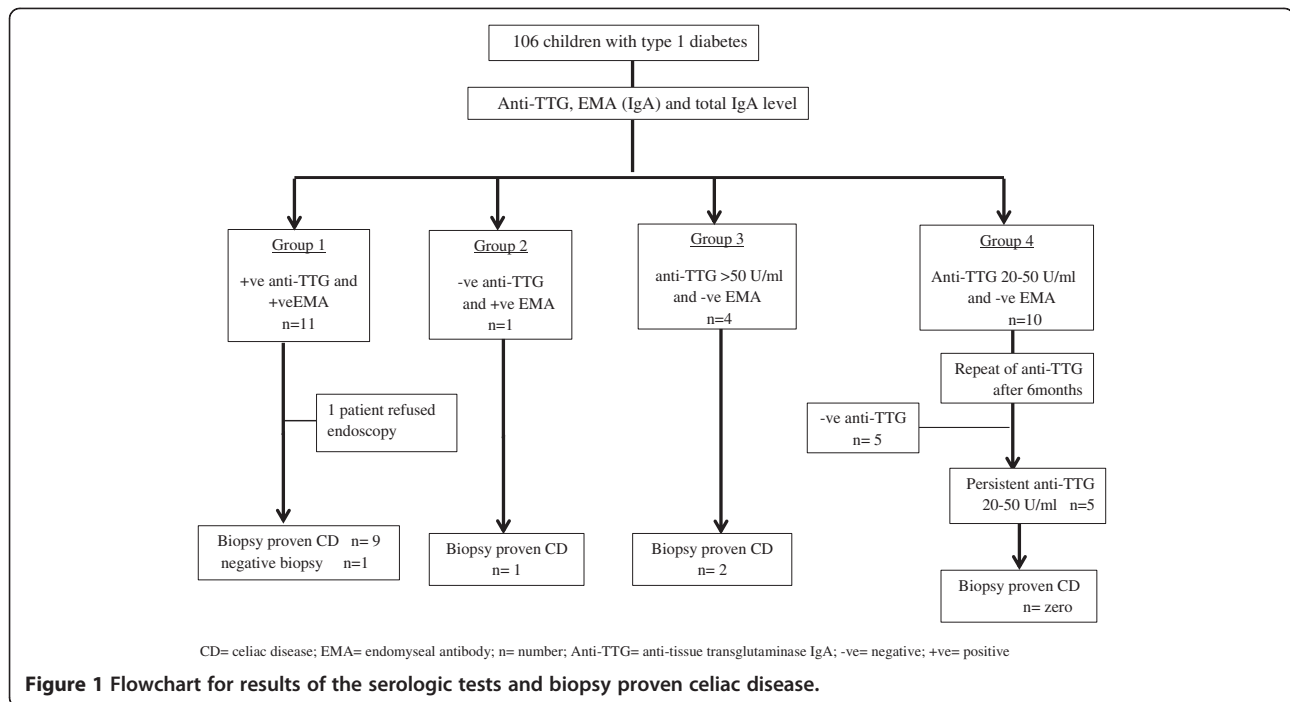 106 children with type 1 diabetes
Anti-TTG, EMA (IgA) and total IgA level
Group 1
+ve anti-TTG and
+veEMA
n=11
Group 2
-ve anti-TTG
and +ve EMA
n=1
Group 3
anti-TTG >50 U/ml
and -ve EMA
n=4
Group 4
Anti-TTG 20-50 U/ml
and -ve EMA
n=10
Repeat of anti-TTG
after 6months
1 patient refused
endoscopy
-ve anti-TTG
n= 5
Persistent anti-TTG
20-50 U/ml n=5
Biopsy proven CD n= 9
negative biopsy n=1
Biopsy proven CD
n= 1
Biopsy proven CD
n= 2
Biopsy proven CD
n= zero
CD= celiac disease; EMA= endomyseal antibody; n= number; Anti-TTG= anti-tissue transglutaminase IgA; -ve= negative; +ve= positive
Figure 1 Flowchart for results of the serologic tests and biopsy proven celiac disease.